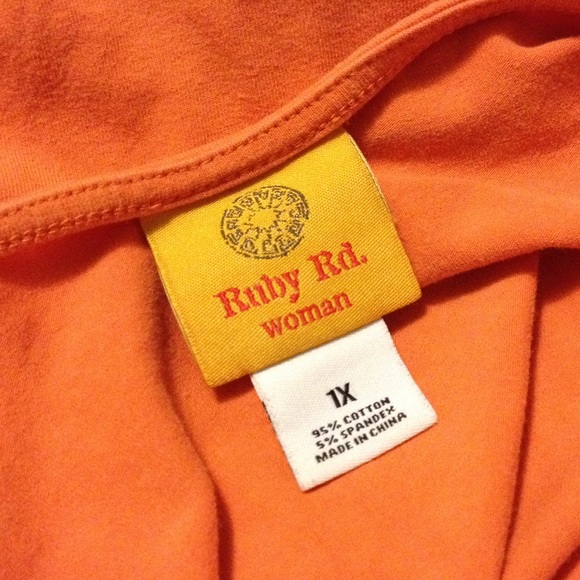 Ruby Rd.
woman
1X
95% COTTON
5% SPANDEX
MADE IN CHINA